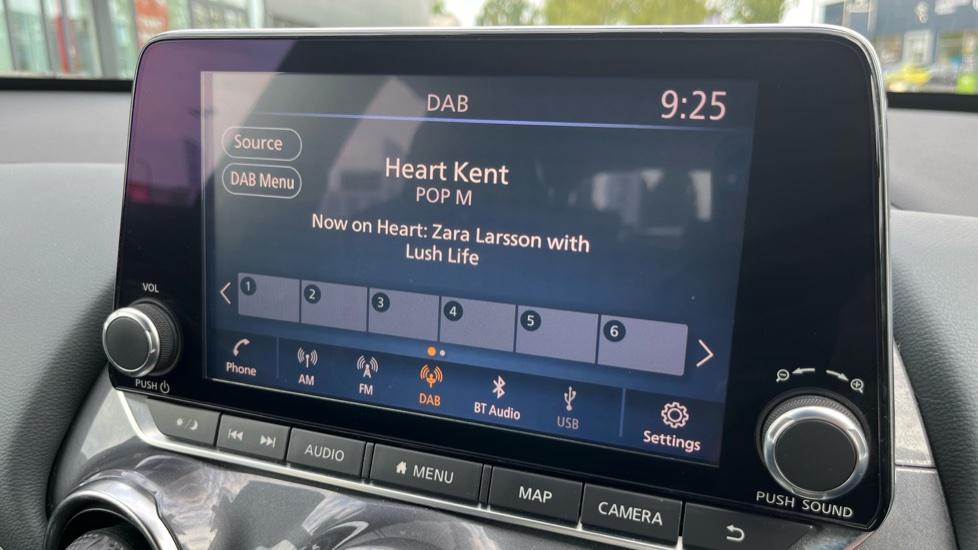 DAB
9:25
Source
DAB Menu
Heart Kent
POP M
Now on Heart: Zara Larsson with
Lush Life
1 2 3 4 5 6
Phone AM FM DAB BT Audio USB Settings
VOL
PUSH
AUDIO MENU MAP CAMERA
PUSH SOUND